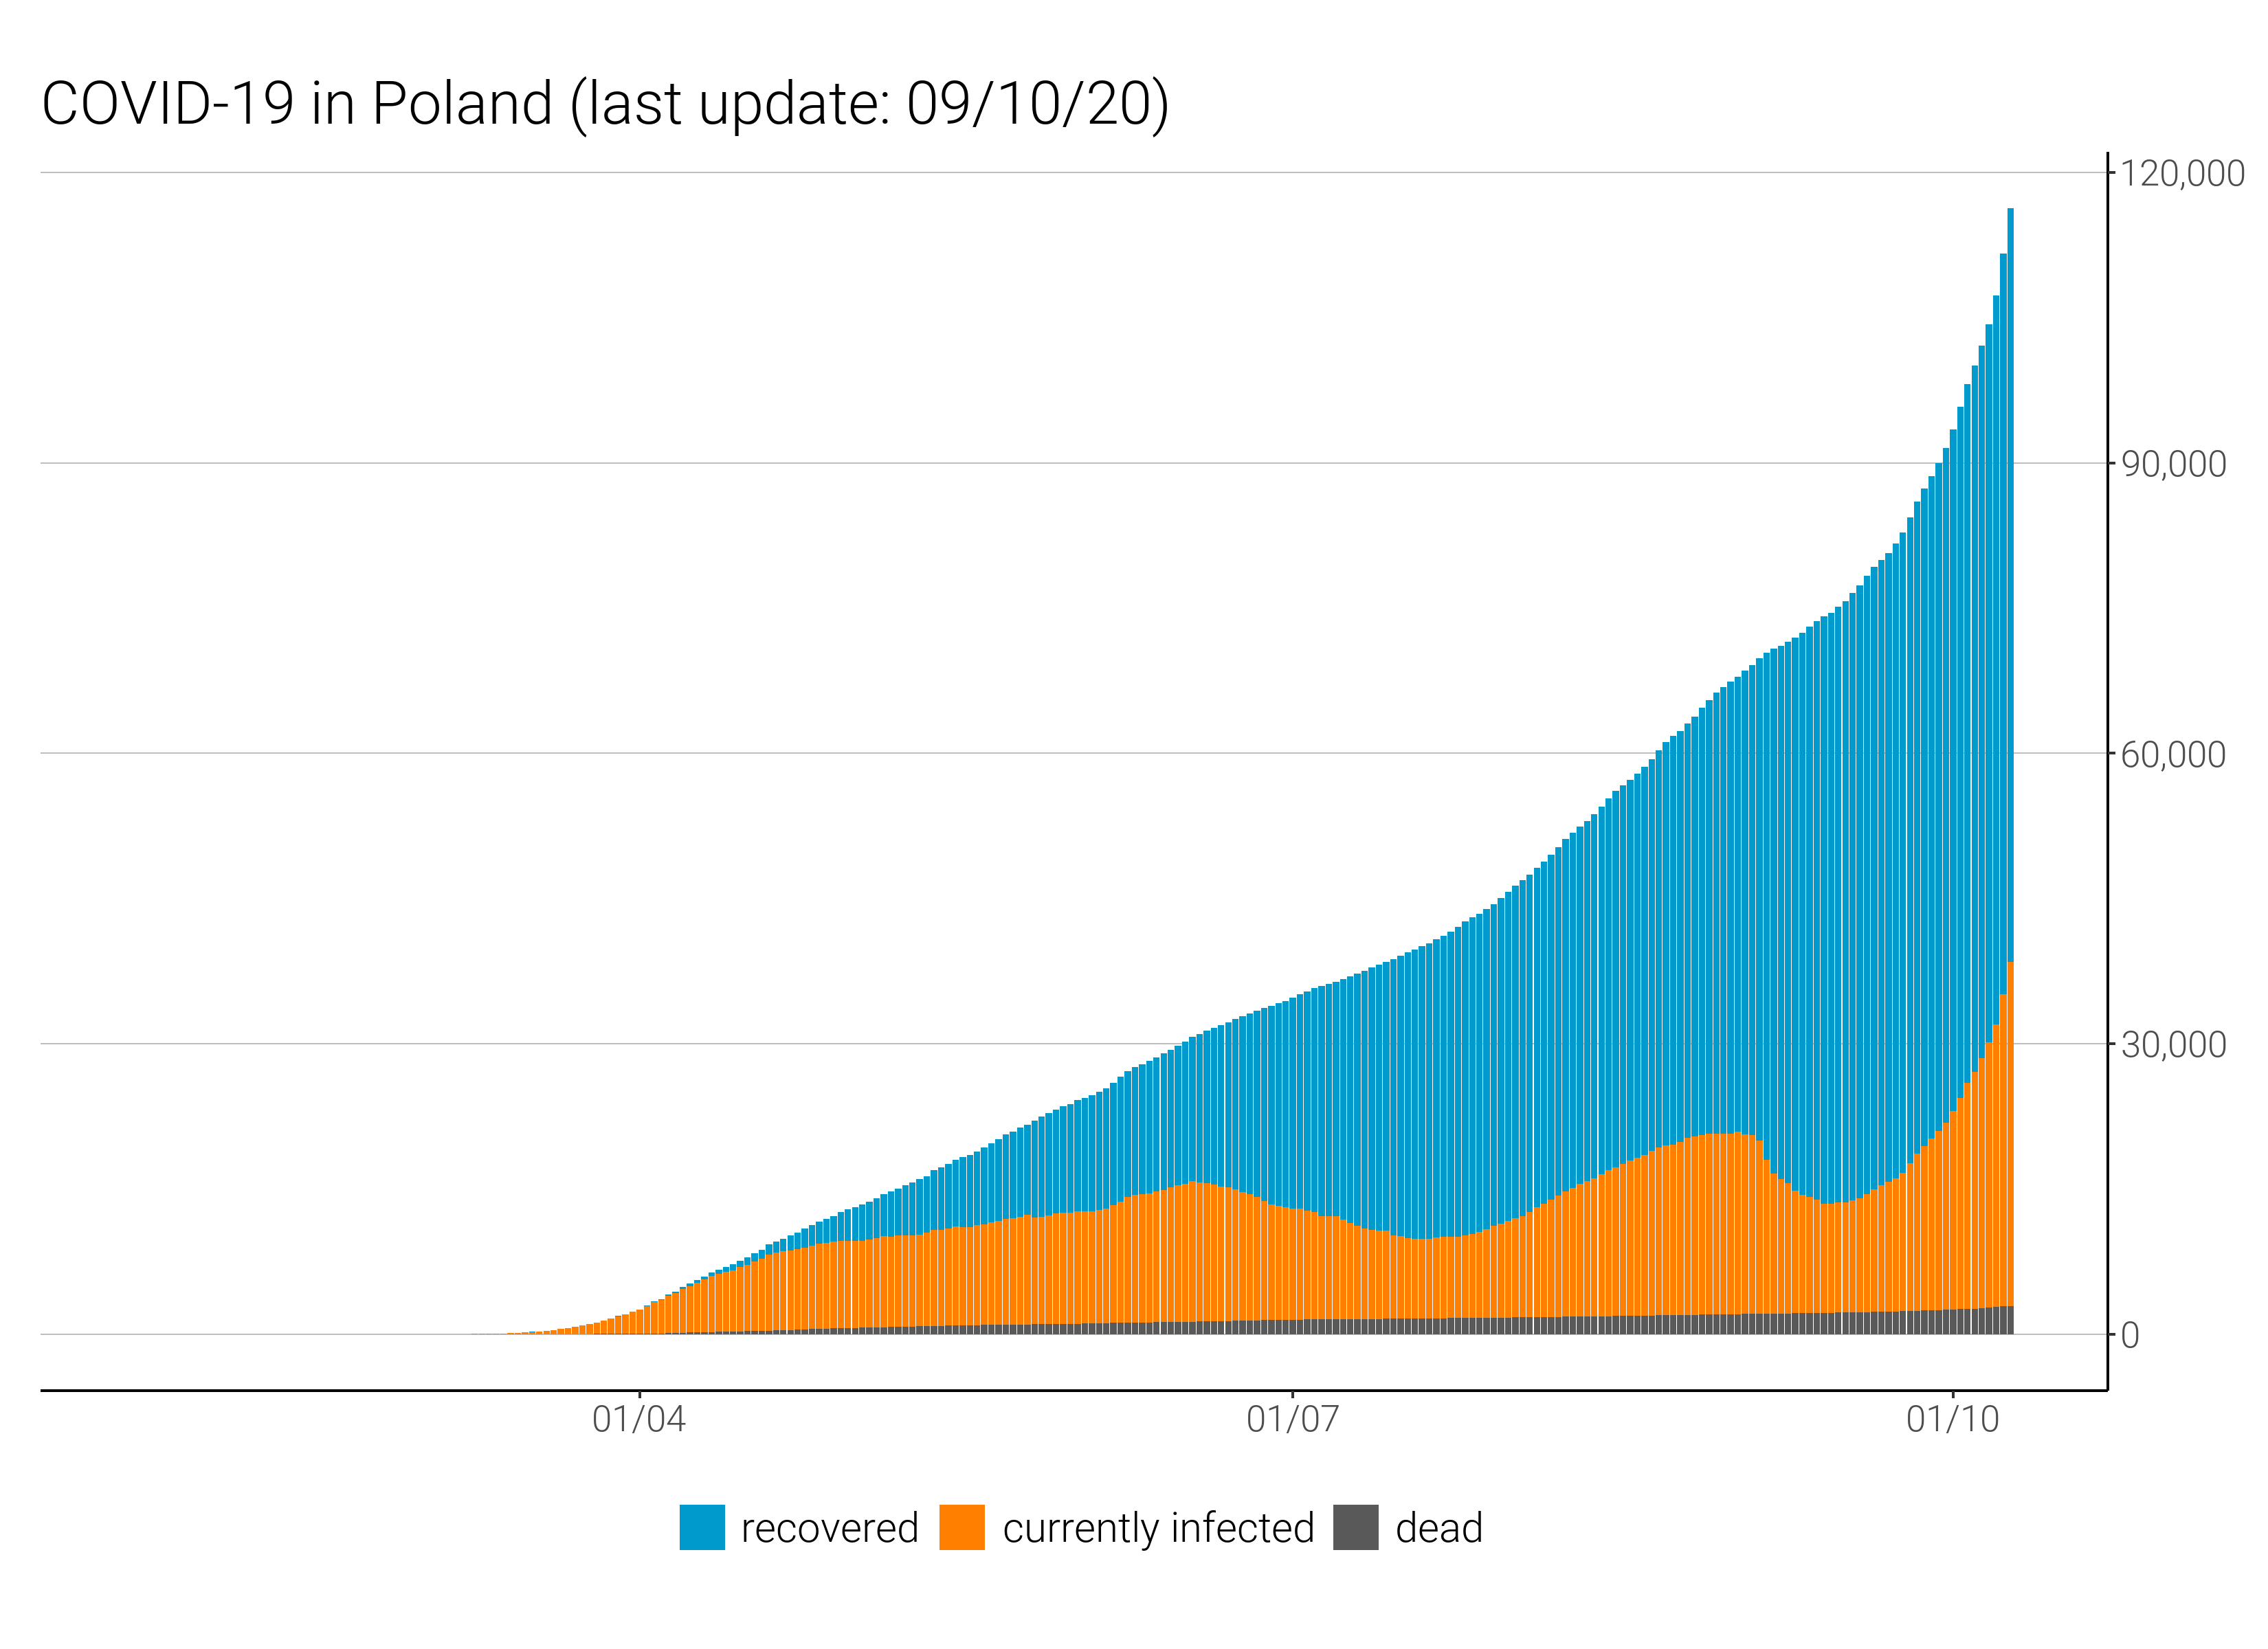 COVID-19 in Poland (last update: 09/10/20)
120,000
90,000
60,000
30,000
0
01/04 01/07 01/10
recovered currently infected dead